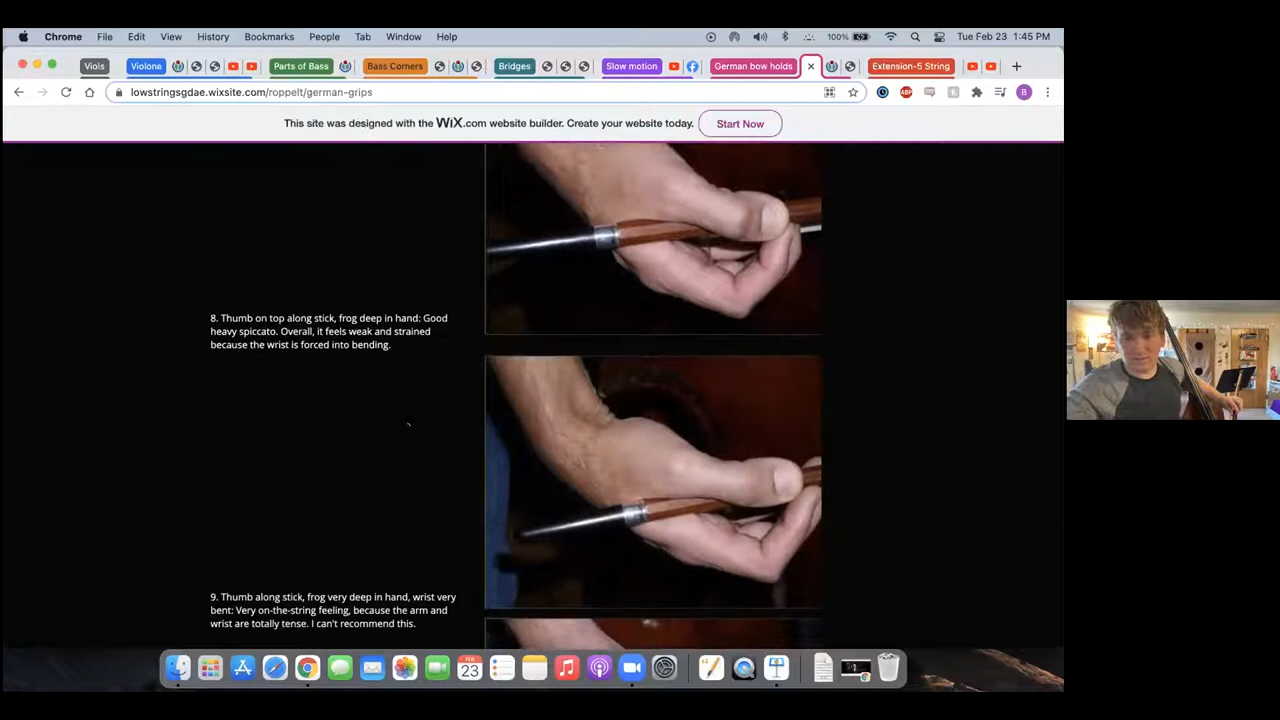 Chrome File Edit View History Bookmarks People Tab Window Help 100% Tue Feb 23 1:45 PM
Viols Violone Parts of Bass Bass Corners Bridges Slow motion German bow holds Extension-5 String
lowstringsgdae.wixsite.com/roppelt/german-grips ABP B
This site was designed with the WiX.com website builder. Create your website today. Start Now
8. Thumb on top along stick, frog deep in hand: Good
heavy spiccato. Overall, it feels weak and strained
because the wrist is forced into bending.
9. Thumb along stick, frog very deep in hand, wrist very
bent: Very on-the-string feeling, because the arm and
wrist are totally tense. I can't recommend this.
FEB
23